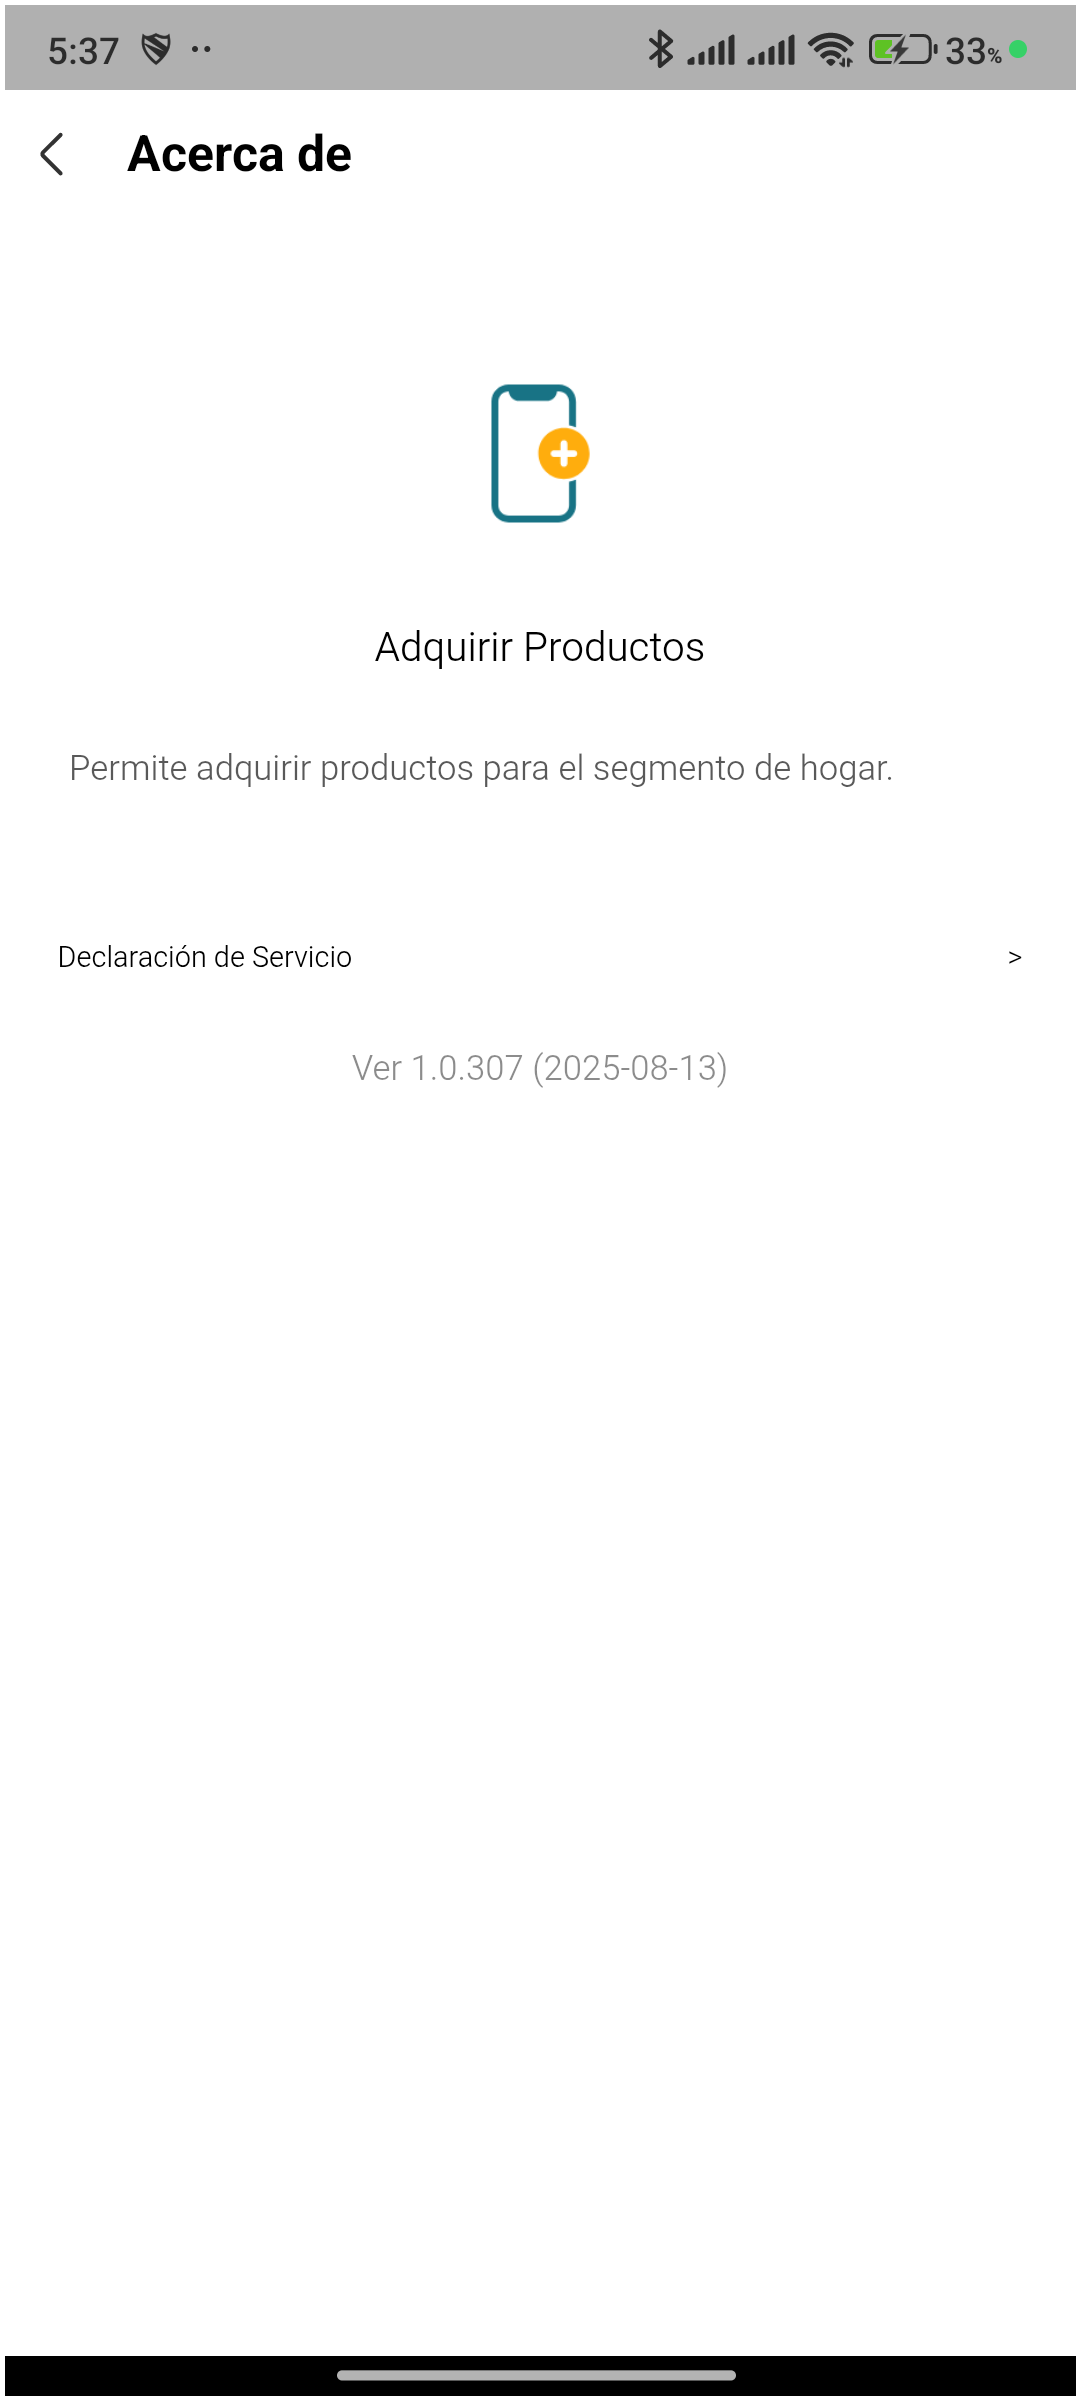 5:37
33%
Acerca de
Adquirir Productos
Permite adquirir productos para el segmento de hogar.
Declaración de Servicio >
Ver 1.0.307 (2025-08-13)